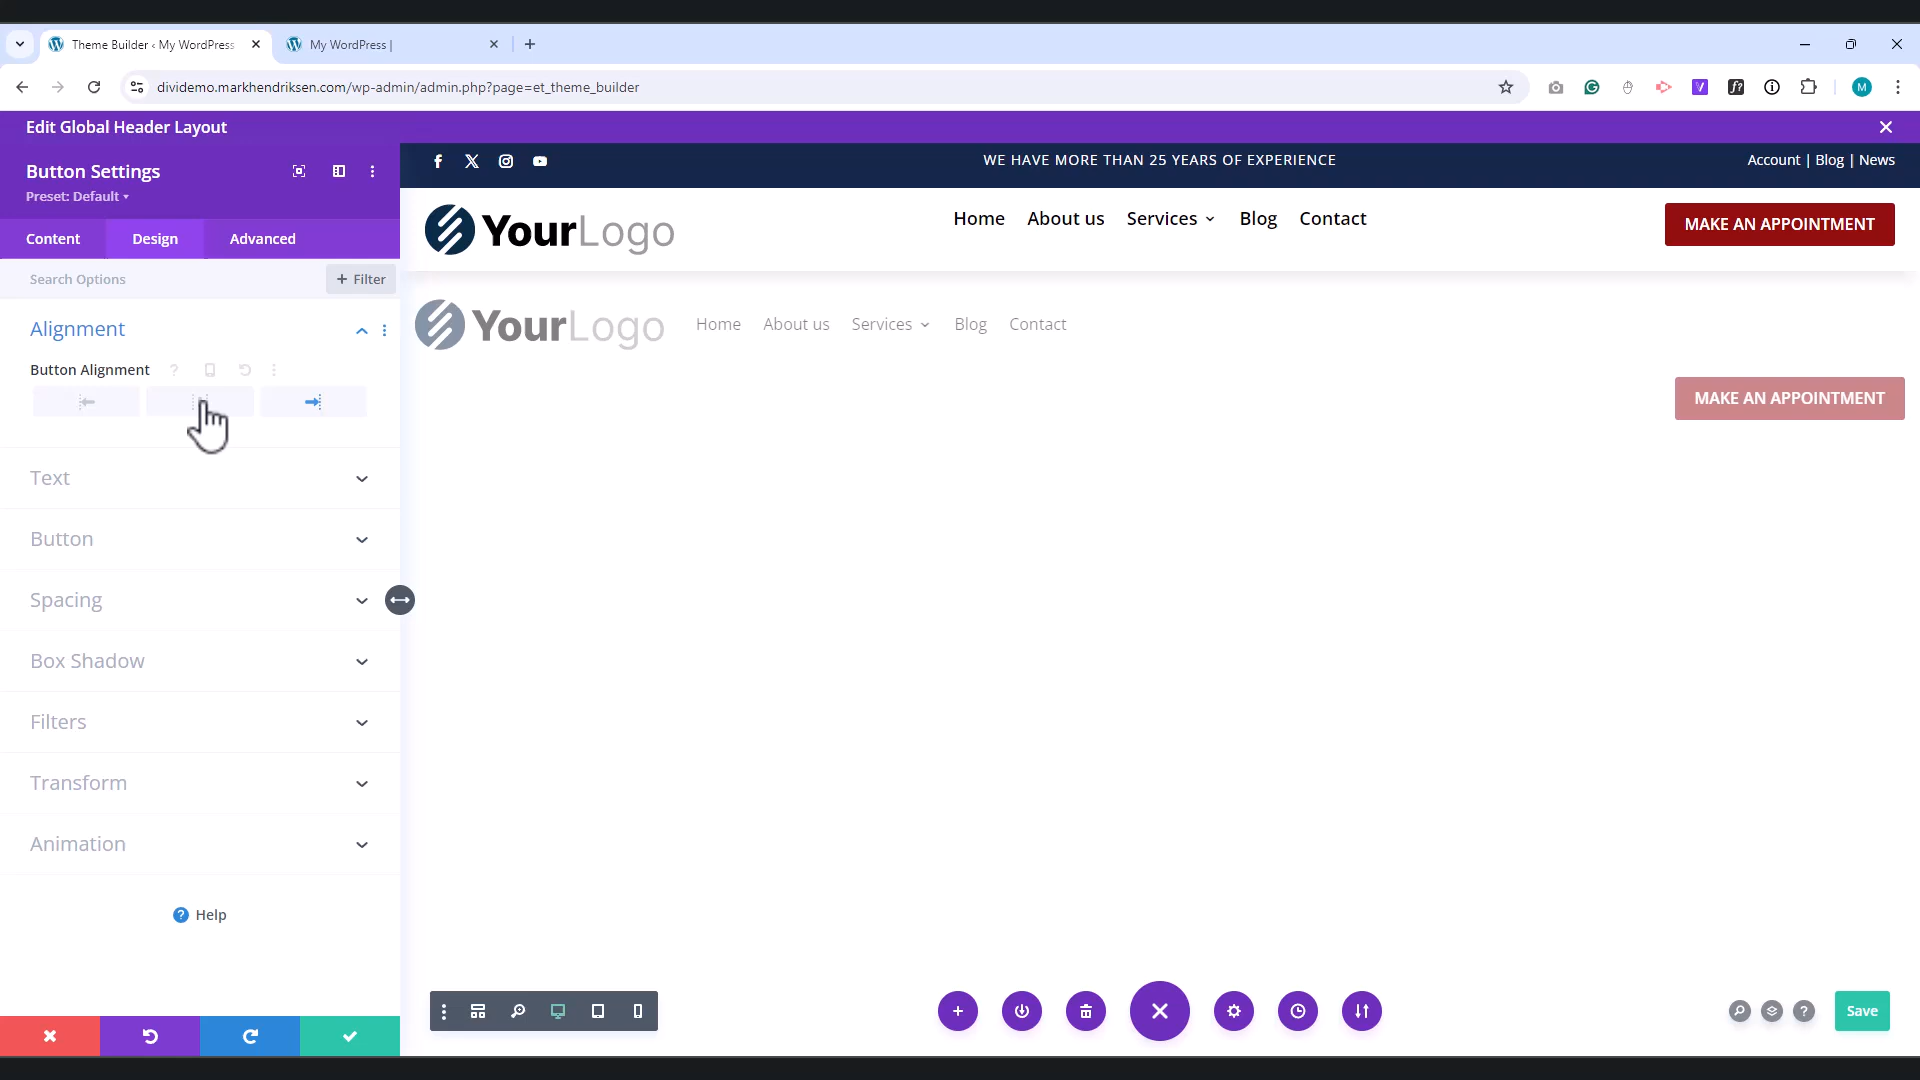 Theme Builder ‹ My WordPress
My WordPress |
dividemo.markhendriksen.com/wp-admin/admin.php?page=et_theme_builder
Edit Global Header Layout
Button Settings
Preset: Default
Content
Design
Advanced
Search Options
+ Filter
Alignment
Button Alignment
Text
Button
Spacing
Box Shadow
Filters
Transform
Animation
Help
WE HAVE MORE THAN 25 YEARS OF EXPERIENCE
Account | Blog | News
YourLogo
Home About us Services Blog Contact
MAKE AN APPOINTMENT
YourLogo
Home About us Services Blog Contact
MAKE AN APPOINTMENT
Save